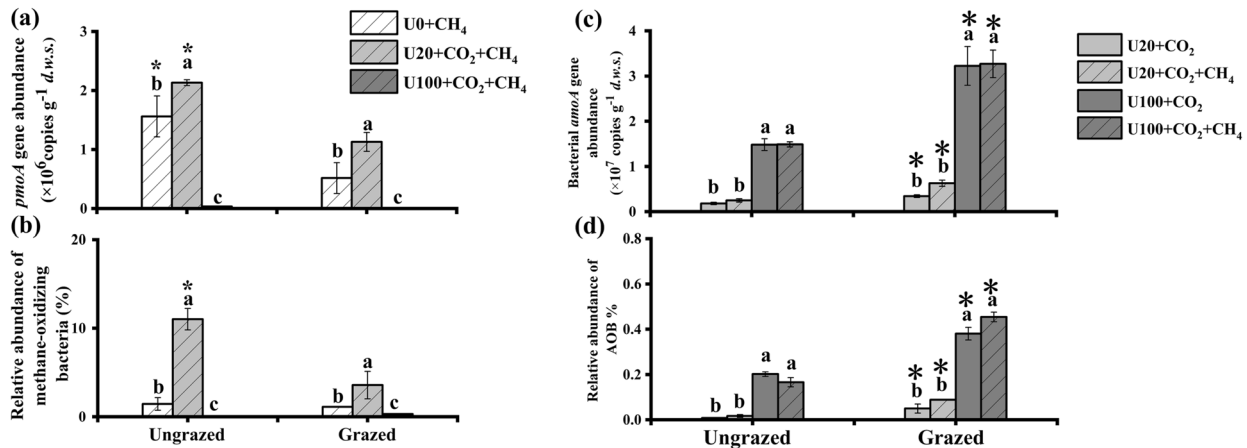 (a)
pmoA gene abundance
(×10⁶copies g⁻¹ d.w.s.)
3
2
1
0
*
b
*
a
c
b
a
c
U0+CH₄
U20+CO₂+CH₄
U100+CO₂+CH₄
(b)
Relative abundance of
methane-oxidizing
bacteria (%)
20
10
0
b
*
a
c
b
a
c
Ungrazed
Grazed
(c)
Bacterial amoA gene
abundance
(×10⁷ copies g⁻¹ d.w.s.)
4
3
2
1
0
b
b
a
a
*
b
*
b
*
a
*
a
U20+CO₂
U20+CO₂+CH₄
U100+CO₂
U100+CO₂+CH₄
(d)
Relative abundance of
AOB %
0.8
0.6
0.4
0.2
0.0
b
b
a
a
*
b
*
b
*
a
*
a
Ungrazed
Grazed